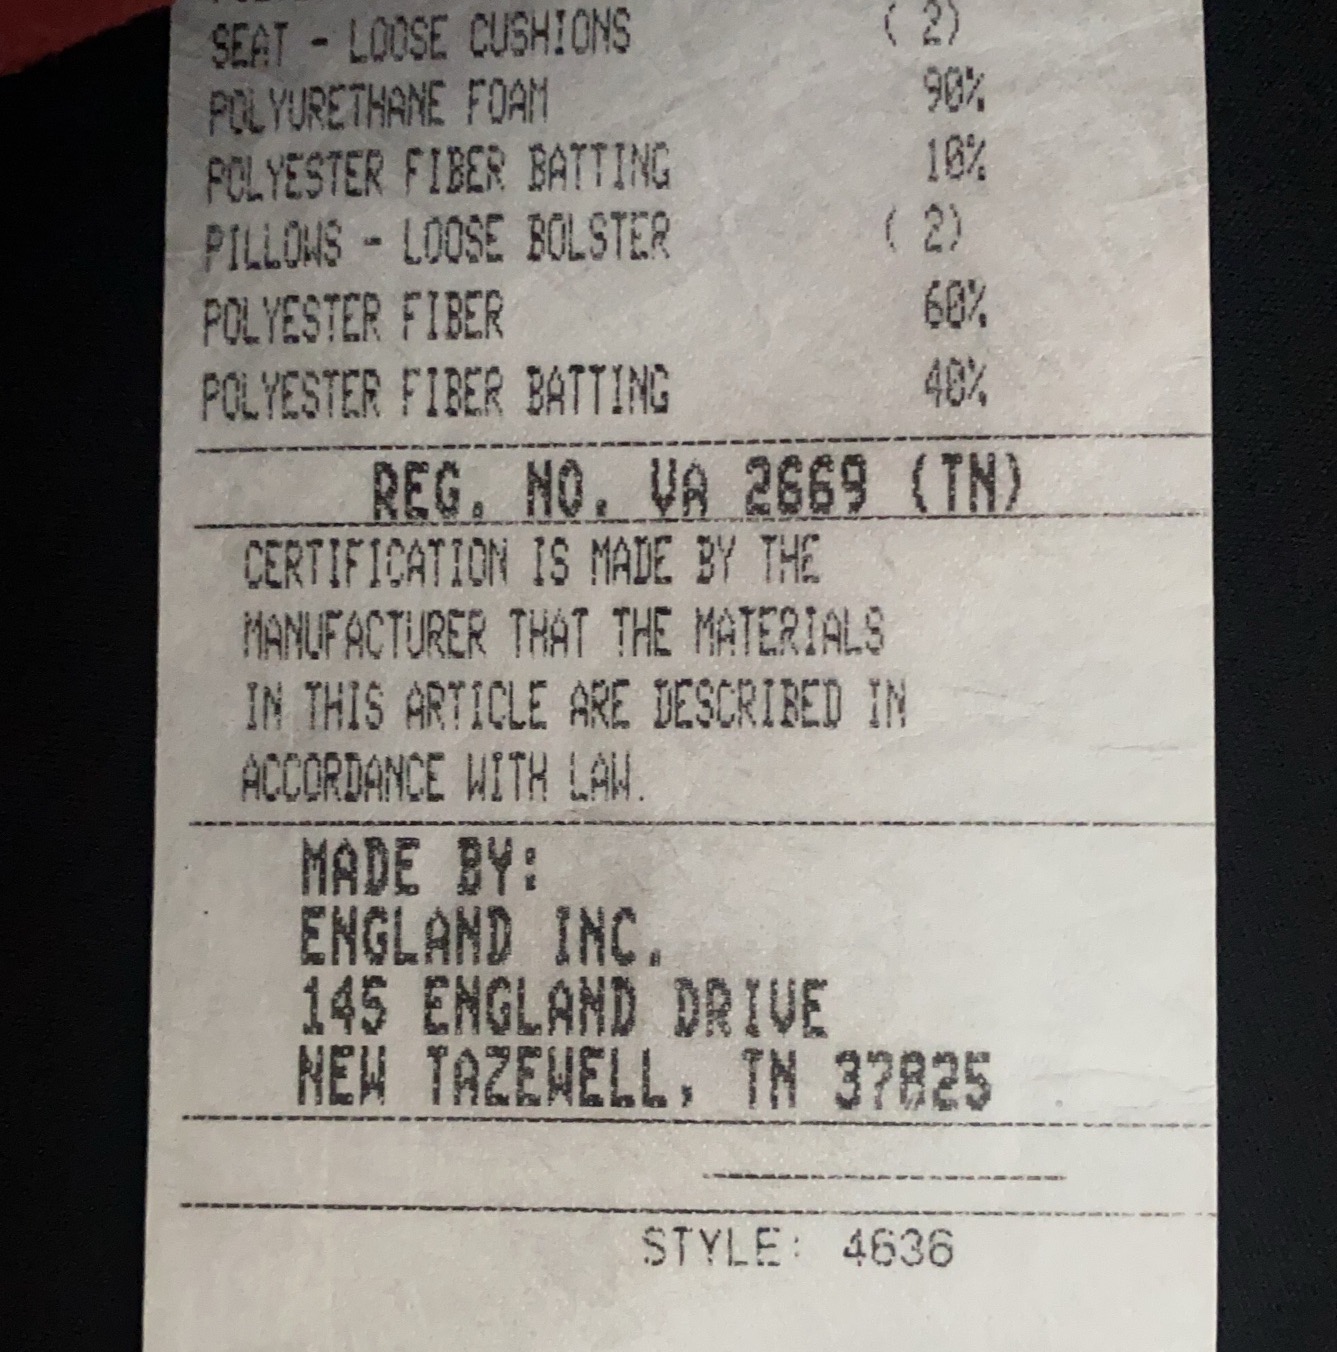 SEAT - LOOSE CUSHIONS ( 2)
POLYURETHANE FOAM 90%
POLYESTER FIBER BATTING 10%
PILLOWS - LOOSE BOLSTER ( 2)
POLYESTER FIBER 60%
POLYESTER FIBER BATTING 40%
REG. NO. VA 2669 (TN)
CERTIFICATION IS MADE BY THE
MANUFACTURER THAT THE MATERIALS
IN THIS ARTICLE ARE DESCRIBED IN
ACCORDANCE WITH LAW.
MADE BY:
ENGLAND INC.
145 ENGLAND DRIVE
NEW TAZEWELL, TN 37825
STYLE: 4636